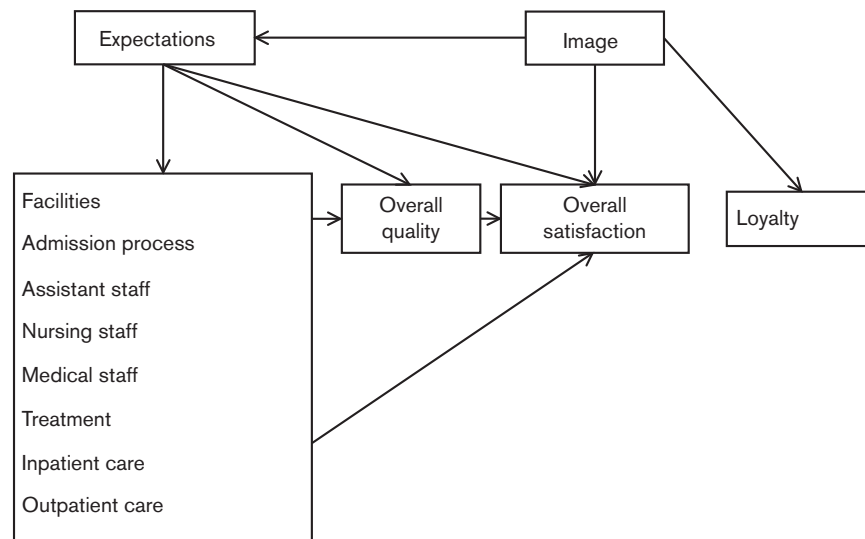 Expectations
Image
Facilities
Admission process
Assistant staff
Nursing staff
Medical staff
Treatment
Inpatient care
Outpatient care
Overall
quality
Overall
satisfaction
Loyalty